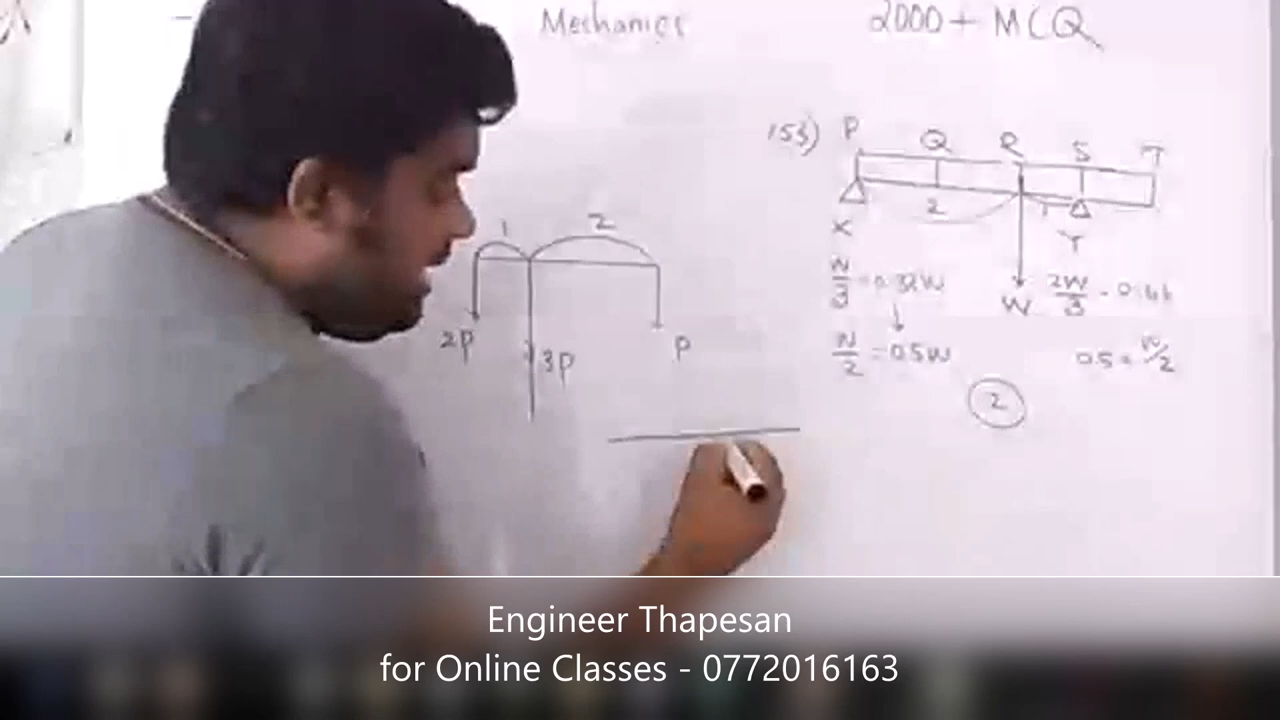 Mechanics
2000 + MCQ
153)
P Q R S T
2 1
X Y
W/3 = 0.32W
W
2W/3 - 0.66
W/2 = 0.5W
0.5 = W/2
2
1 2
2P 3P P
Engineer Thapesan
for Online Classes - 0772016163